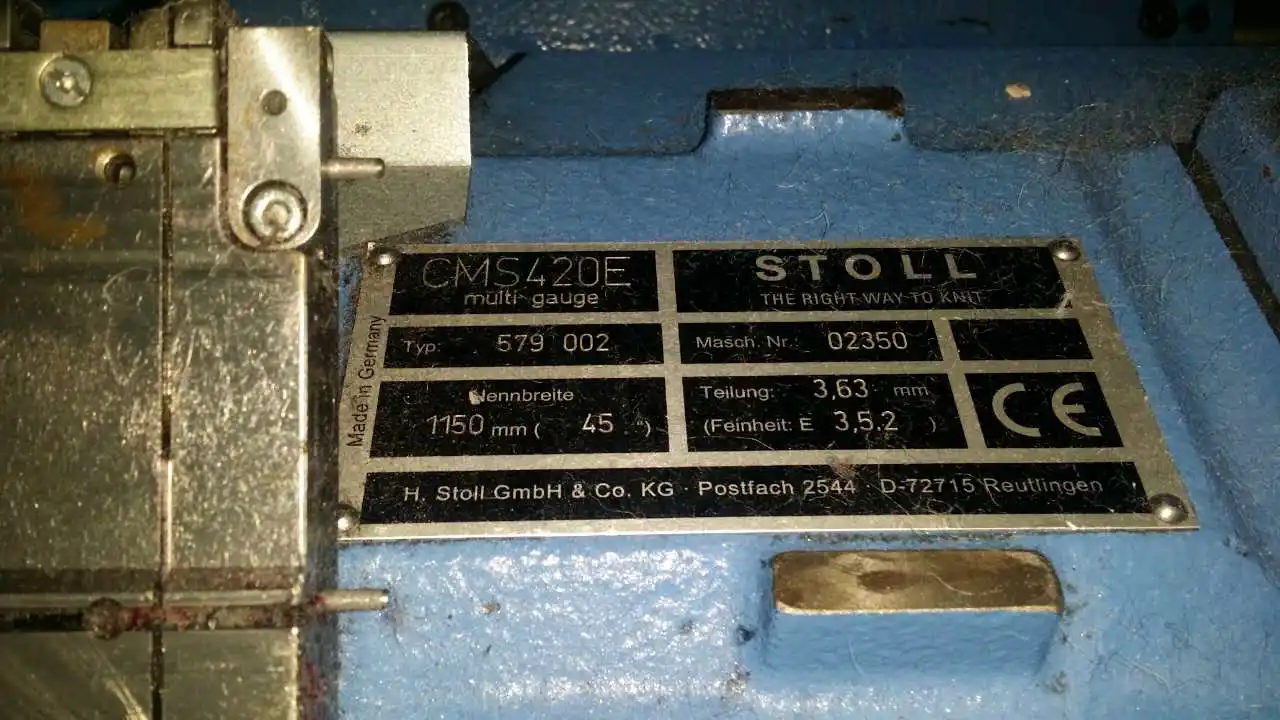 CMS420E
multi-gauge
STOLL
THE RIGHT WAY TO KNIT
Made in Germany
Typ: 579 002
Masch. Nr.: 02350
Nennbreite
1150 mm ( 45 ")
Teilung: 3,63 mm
(Feinheit: E 3,5.2 )
CE
H. Stoll GmbH & Co. KG · Postfach 2544 · D-72715 Reutlingen